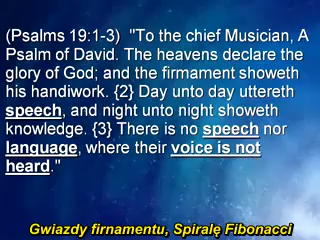 (Psalms 19:1-3)  "To the chief Musician, A
Psalm of David. The heavens declare the
glory of God; and the firmament showeth
his handiwork. {2} Day unto day uttereth
speech, and night unto night showeth
knowledge. {3} There is no speech nor
language, where their voice is not
heard."
Gwiazdy firnamentu, Spiralę Fibonacci